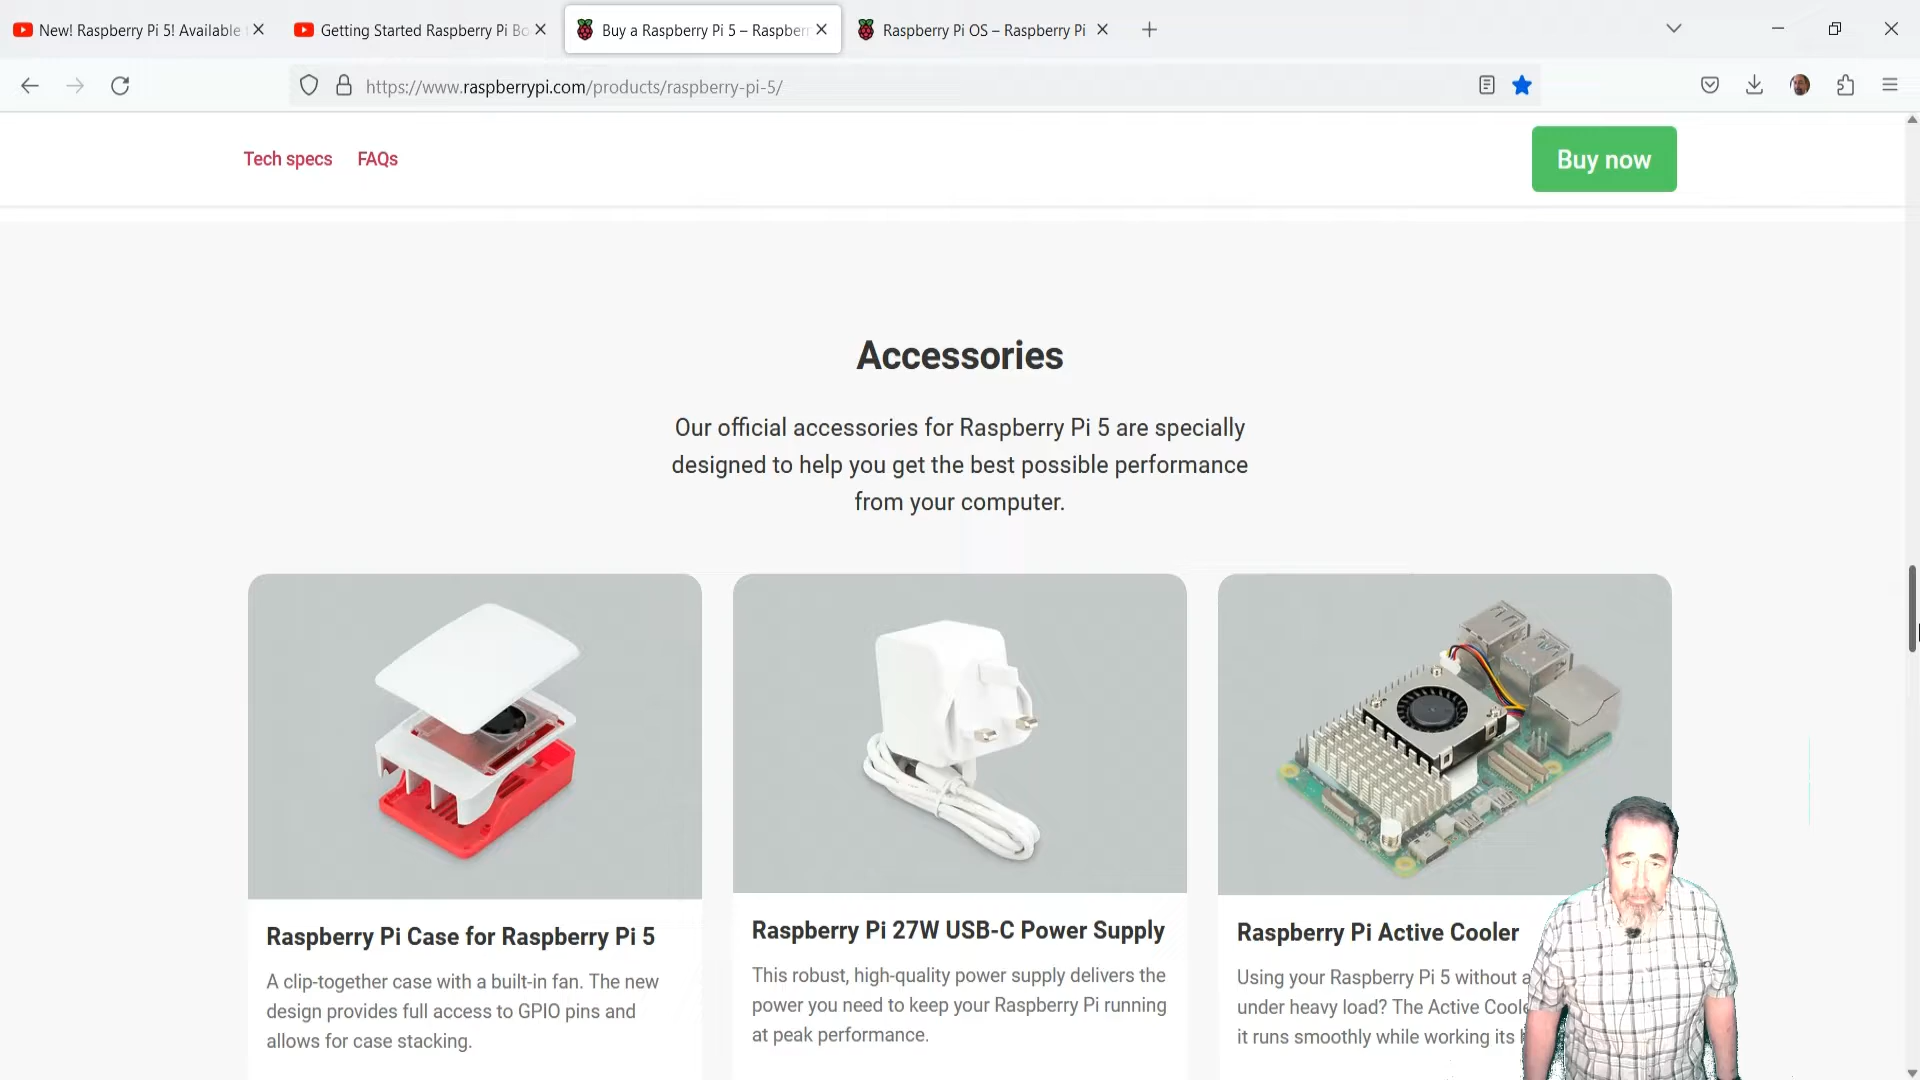 New! Raspberry Pi 5! Available
Getting Started Raspberry Pi Bo
Buy a Raspberry Pi 5 – Raspberr
Raspberry Pi OS – Raspberry Pi
https://www.raspberrypi.com/products/raspberry-pi-5/
Tech specs
FAQs
Buy now
Accessories
Our official accessories for Raspberry Pi 5 are specially
designed to help you get the best possible performance
from your computer.
Raspberry Pi Case for Raspberry Pi 5
A clip-together case with a built-in fan. The new
design provides full access to GPIO pins and
allows for case stacking.
Raspberry Pi 27W USB-C Power Supply
This robust, high-quality power supply delivers the
power you need to keep your Raspberry Pi running
at peak performance.
Raspberry Pi Active Cooler
Using your Raspberry Pi 5 without a
under heavy load? The Active Coole
it runs smoothly while working its